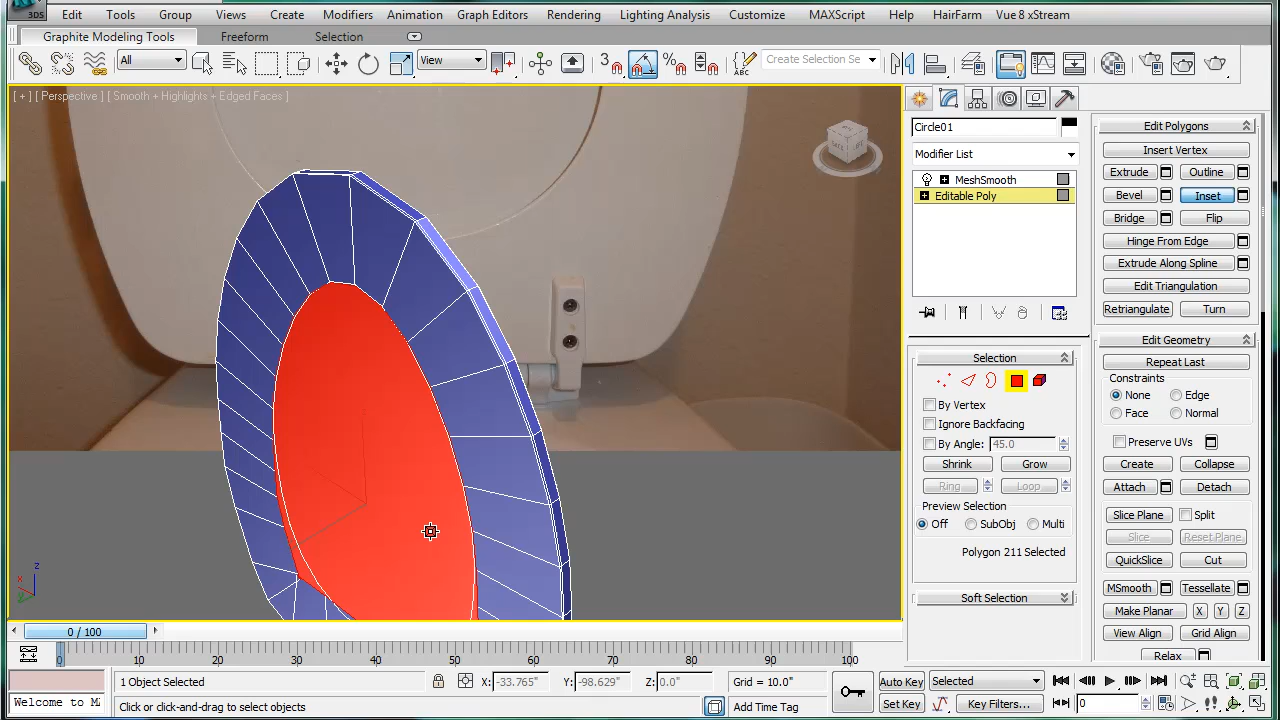 3DS
Edit Tools Group Views Create Modifiers Animation Graph Editors Rendering Lighting Analysis Customize MAXScript Help HairFarm Vue 8 xStream
Graphite Modeling Tools Freeform Selection
All View 3 % ABC Create Selection Se
[ + ] [ Perspective ] [ Smooth + Highlights + Edged Faces ]
Circle01
Modifier List
MeshSmooth
Editable Poly
Selection
By Vertex
Ignore Backfacing
By Angle: 45.0
Shrink Grow
Ring Loop
Preview Selection
Off SubObj Multi
Polygon 211 Selected
Soft Selection
Edit Polygons
Insert Vertex
Extrude Outline
Bevel Inset
Bridge Flip
Hinge From Edge
Extrude Along Spline
Edit Triangulation
Retriangulate Turn
Edit Geometry
Repeat Last
Constraints
None Edge
Face Normal
Preserve UVs
Create Collapse
Attach Detach
Slice Plane Split
Slice Reset Plane
QuickSlice Cut
MSmooth Tessellate
Make Planar X Y Z
View Align Grid Align
Relax
z
x
y
0 / 100
0 10 20 30 40 50 60 70 80 90 100
1 Object Selected X: -33.765" Y: -98.629" Z: 0.0" Grid = 10.0" Auto Key Selected
Welcome to M Click or click-and-drag to select objects Add Time Tag Set Key Key Filters... 0